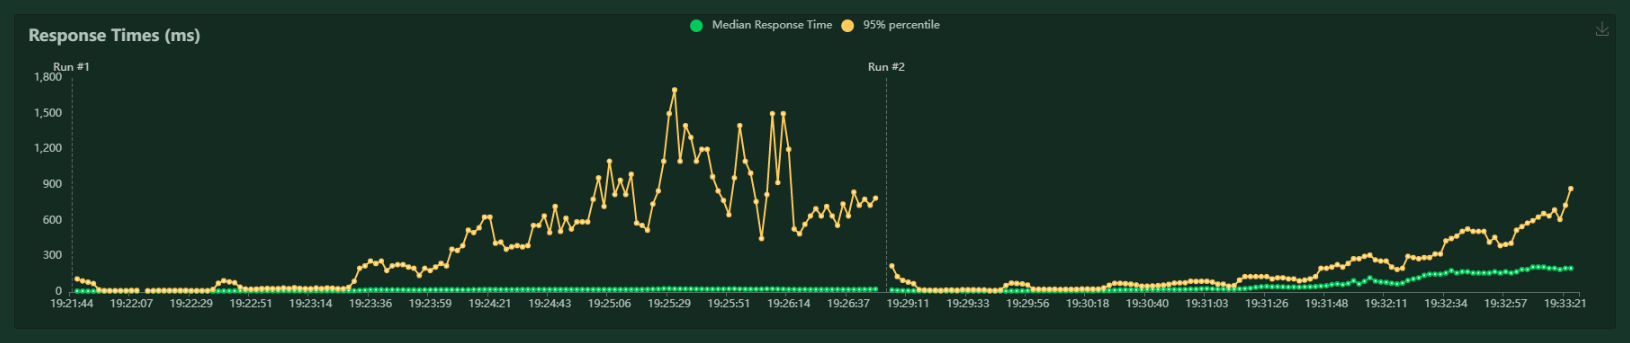 Response Times (ms)
Median Response Time
95% percentile
Run #1
Run #2
1,800
1,500
1,200
900
600
300
0
19:21:44 19:22:07 19:22:29 19:22:51 19:23:14 19:23:36 19:23:59 19:24:21 19:24:43 19:25:06 19:25:29 19:25:51 19:26:14 19:26:37 19:29:11 19:29:33 19:29:56 19:30:18 19:30:40 19:31:03 19:31:26 19:31:48 19:32:11 19:32:34 19:32:57 19:33:21